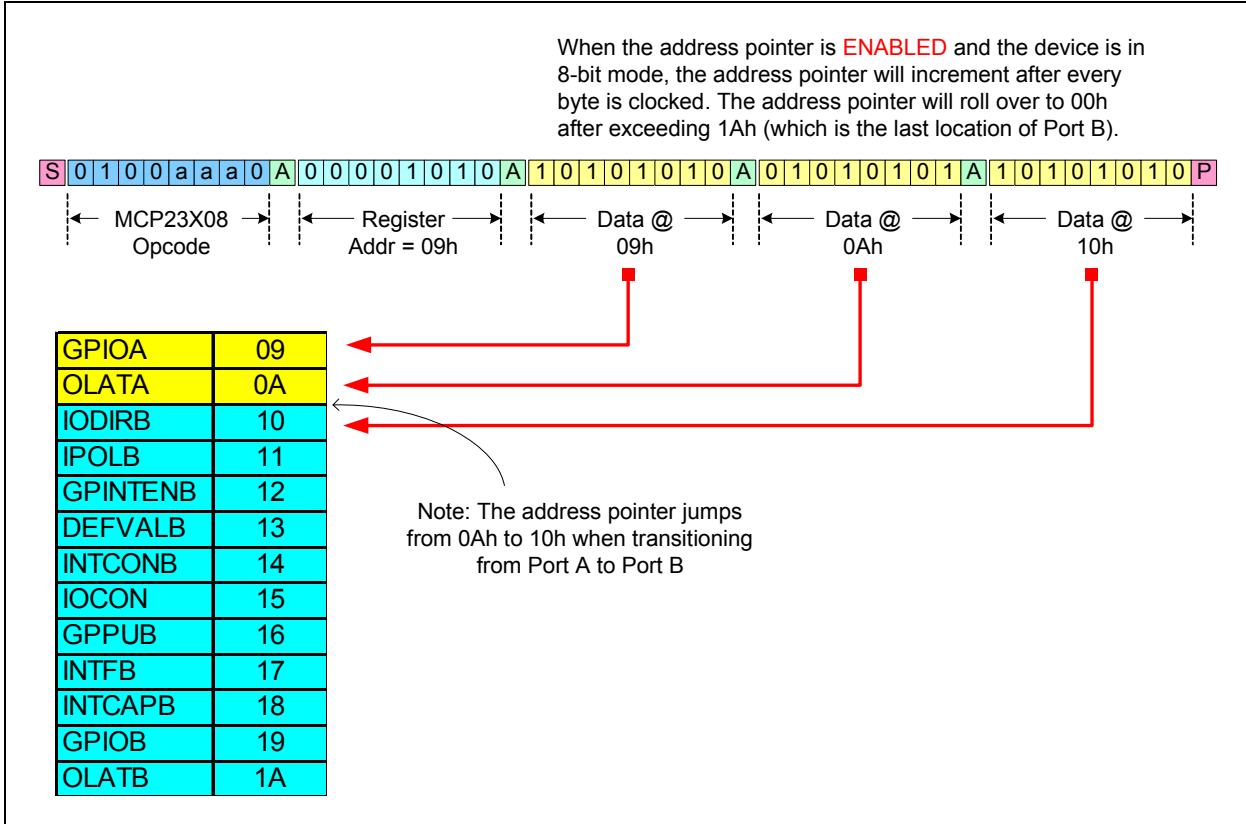 When the address pointer is ENABLED and the device is in
8-bit mode, the address pointer will increment after every
byte is clocked. The address pointer will roll over to 00h
after exceeding 1Ah (which is the last location of Port B).
S 0 1 0 0 a a a 0 A 0 0 0 0 1 0 1 0 A 1 0 1 0 1 0 1 0 A 0 1 0 1 0 1 0 1 A 1 0 1 0 1 0 1 0 P
MCP23X08 Register Data @ Data @ Data @
Opcode Addr = 09h 09h 0Ah 10h
GPIOA 09
OLATA 0A
IODIRB 10
IPOLB 11
GPINTENB 12
DEFVALB 13
INTCONB 14
IOCON 15
GPPUB 16
INTFB 17
INTCAPB 18
GPIOB 19
OLATB 1A
Note: The address pointer jumps
from 0Ah to 10h when transitioning
from Port A to Port B